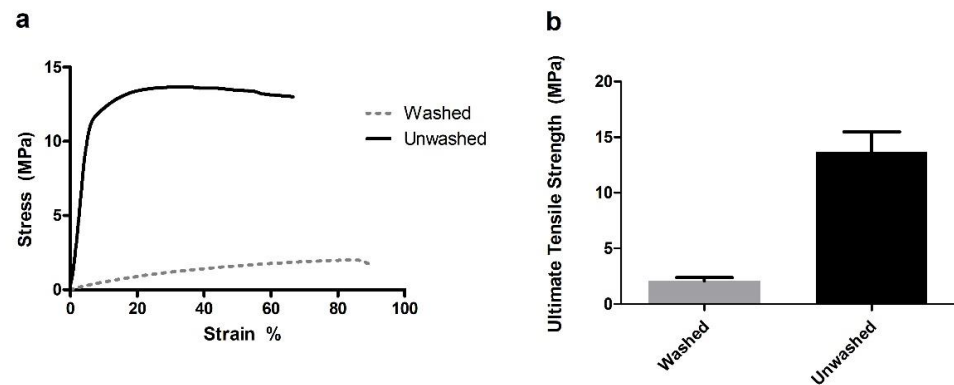 a
15
10
5
0
Stress (MPa)
0 20 40 60 80 100
Strain %
Washed
Unwashed
b
20
15
10
5
0
Ultimate Tensile Strength (MPa)
Washed
Unwashed